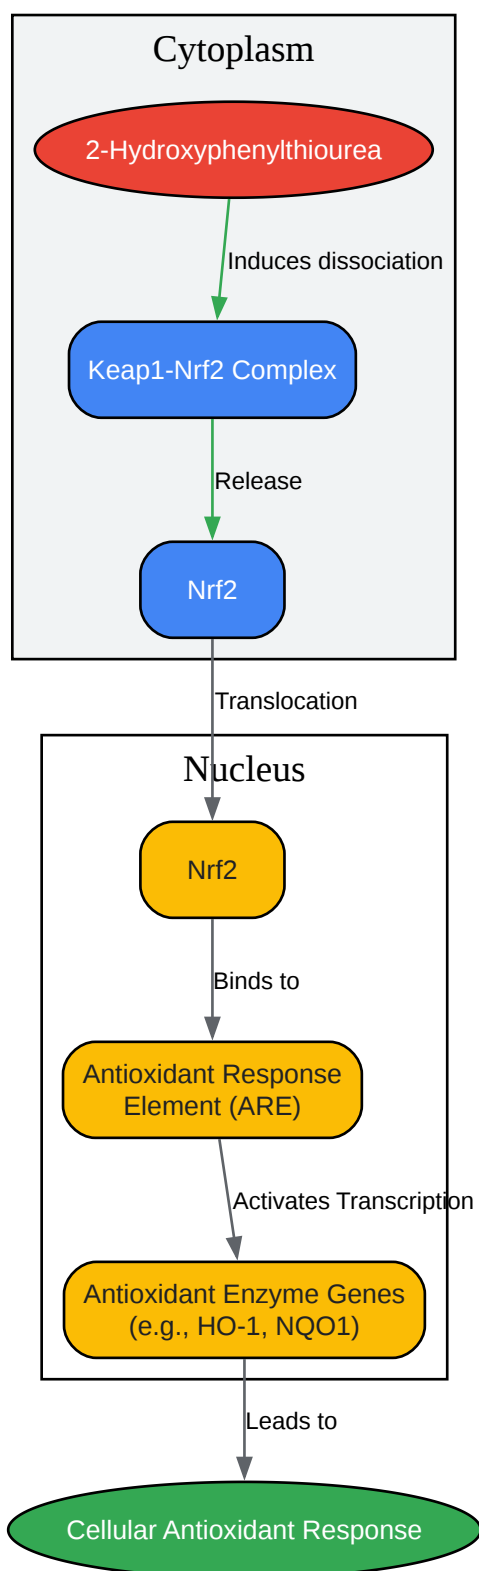 Cytoplasm
2-Hydroxyphenylthiourea
Induces dissociation
Keap1-Nrf2 Complex
Release
Nrf2
Translocation
Nucleus
Nrf2
Binds to
Antioxidant Response
Element (ARE)
Activates Transcription
Antioxidant Enzyme Genes
(e.g., HO-1, NQO1)
Leads to
Cellular Antioxidant Response